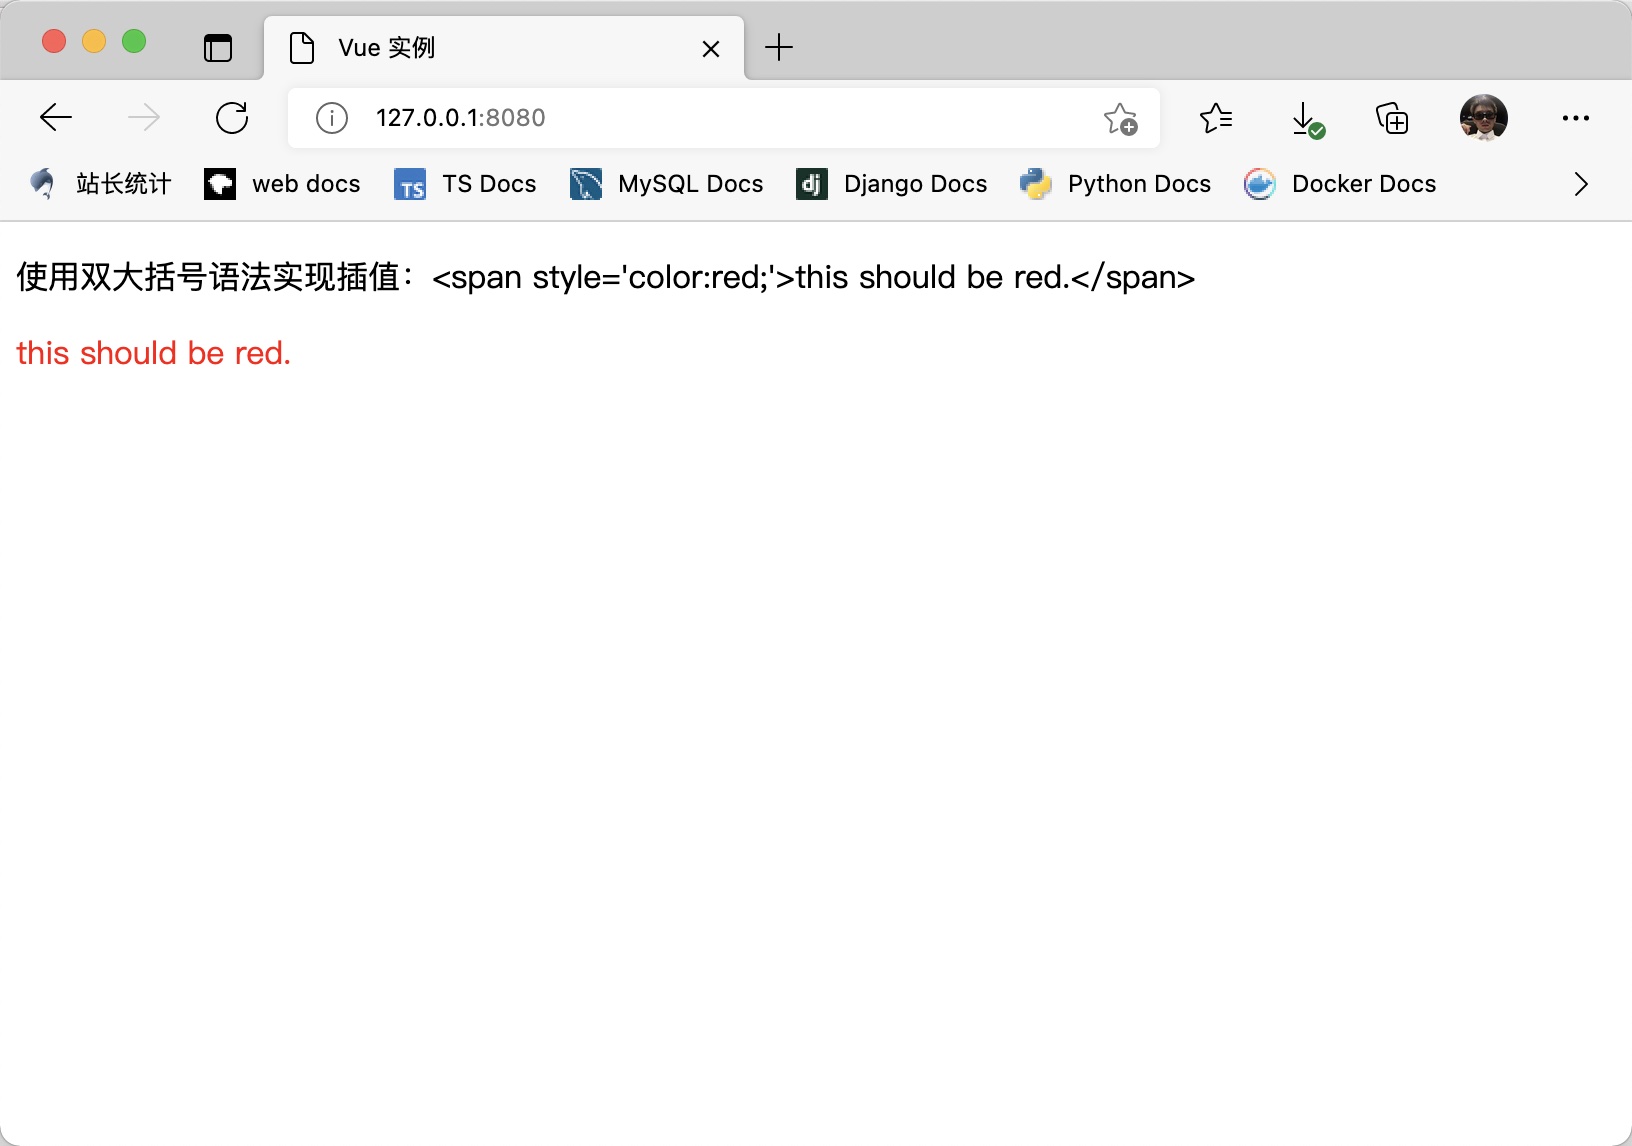 Vue 实例
127.0.0.1:8080
站长统计 web docs TS TS Docs MySQL Docs dj Django Docs Python Docs Docker Docs
使用双大括号语法实现插值：<span style='color:red;'>this should be red.</span>
this should be red.